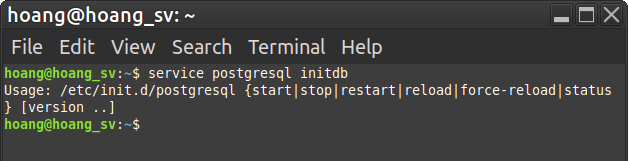 hoang@hoang_sv: ~
File Edit View Search Terminal Help
hoang@hoang_sv:~$ service postgresql initdb
Usage: /etc/init.d/postgresql {start|stop|restart|reload|force-reload|status
} [version ..]
hoang@hoang_sv:~$